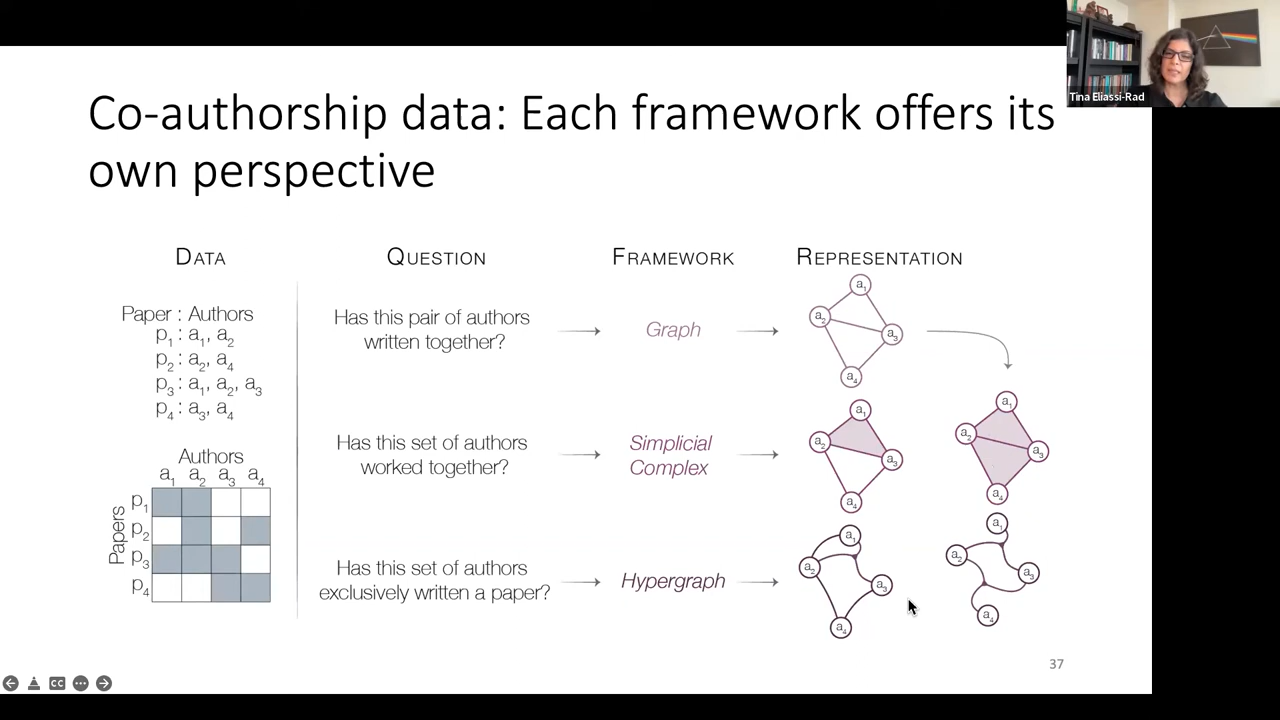 Tina Eliassi-Rad
Co-authorship data: Each framework offers its
own perspective
DATA
QUESTION
FRAMEWORK
REPRESENTATION
Paper : Authors
p₁ : a₁, a₂
p₂ : a₂, a₄
p₃ : a₁, a₂, a₃
p₄ : a₃, a₄
Authors
a₁ a₂ a₃ a₄
Papers
p₁
p₂
p₃
p₄
Has this pair of authors
written together?
Graph
a₁
a₂
a₃
a₄
Has this set of authors
worked together?
Simplicial
Complex
a₁
a₂
a₃
a₄
a₁
a₂
a₃
a₄
Has this set of authors
exclusively written a paper?
Hypergraph
a₁
a₂
a₃
a₄
a₁
a₂
a₃
a₄
37
CC